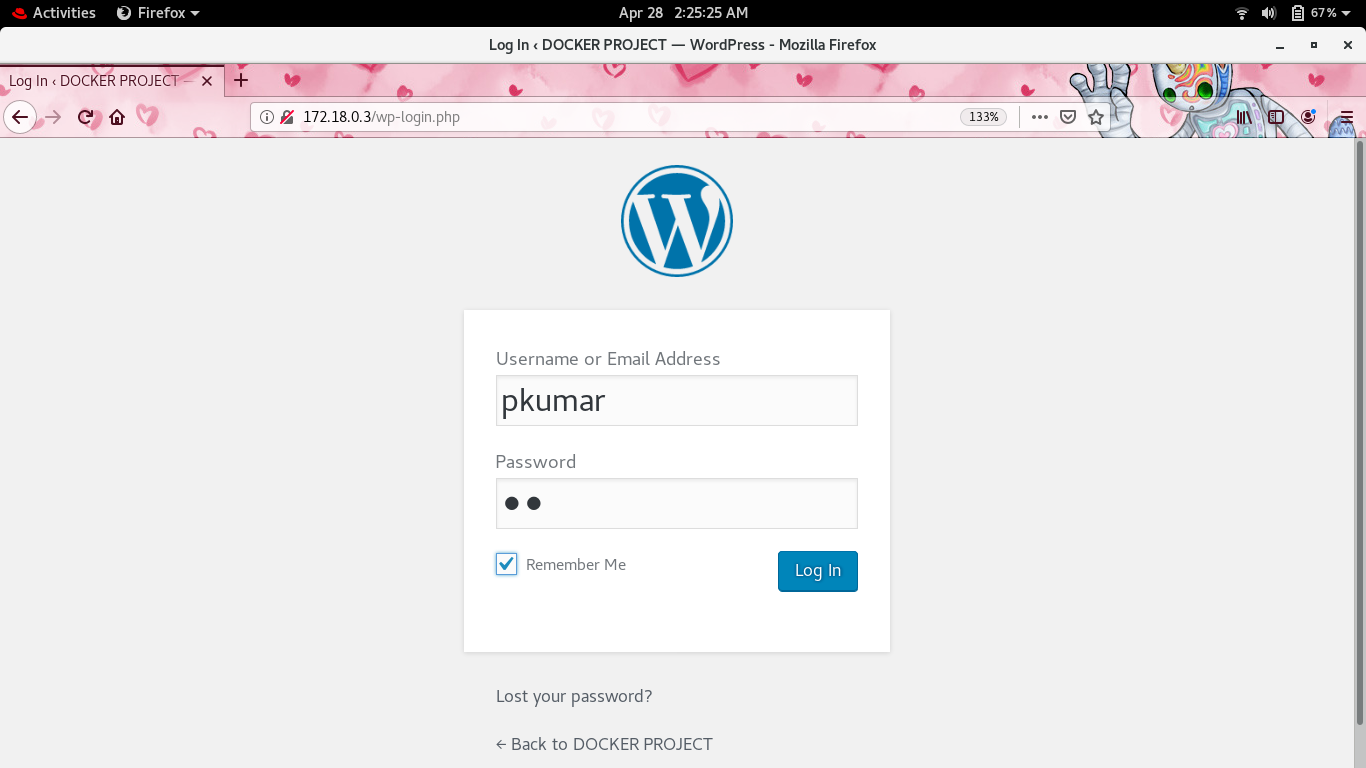 Activities Firefox Apr 28 2:25:25 AM 67%
Log In ‹ DOCKER PROJECT — WordPress - Mozilla Firefox
Log In ‹ DOCKER PROJECT —
172.18.0.3/wp-login.php 133%
W
Username or Email Address
pkumar
Password
Remember Me Log In
Lost your password?
← Back to DOCKER PROJECT